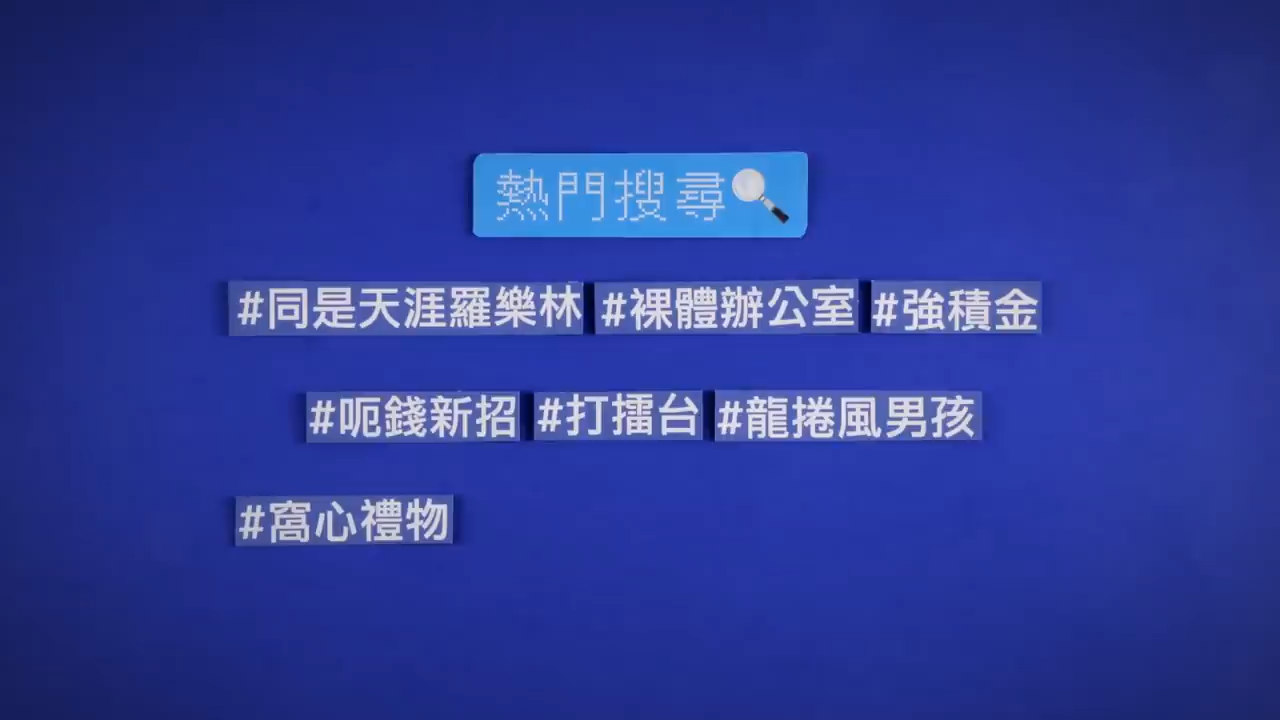 熱門搜尋
#同是天涯羅樂林 #裸體辦公室 #強積金
#呃錢新招 #打擂台 #龍捲風男孩
#窩心禮物